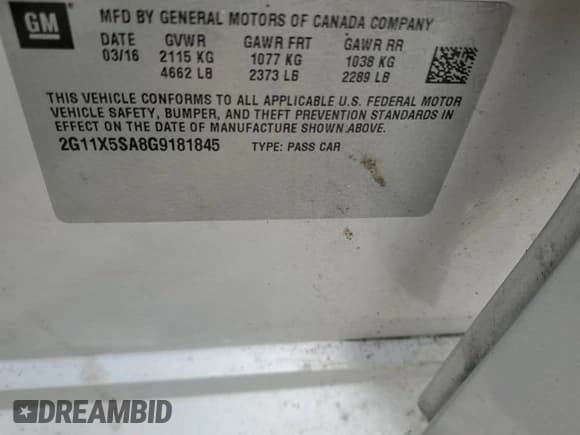 GM
MFD BY GENERAL MOTORS OF CANADA COMPANY
DATE GVWR GAWR FRT GAWR RR
03/16 2115 KG 1077 KG 1038 KG
4662 LB 2373 LB 2289 LB
THIS VEHICLE CONFORMS TO ALL APPLICABLE U.S. FEDERAL MOTOR
VEHICLE SAFETY, BUMPER, AND THEFT PREVENTION STANDARDS IN
EFFECT ON THE DATE OF MANUFACTURE SHOWN ABOVE.
2G11X5SA8G9181845 TYPE: PASS CAR
DREAMBID